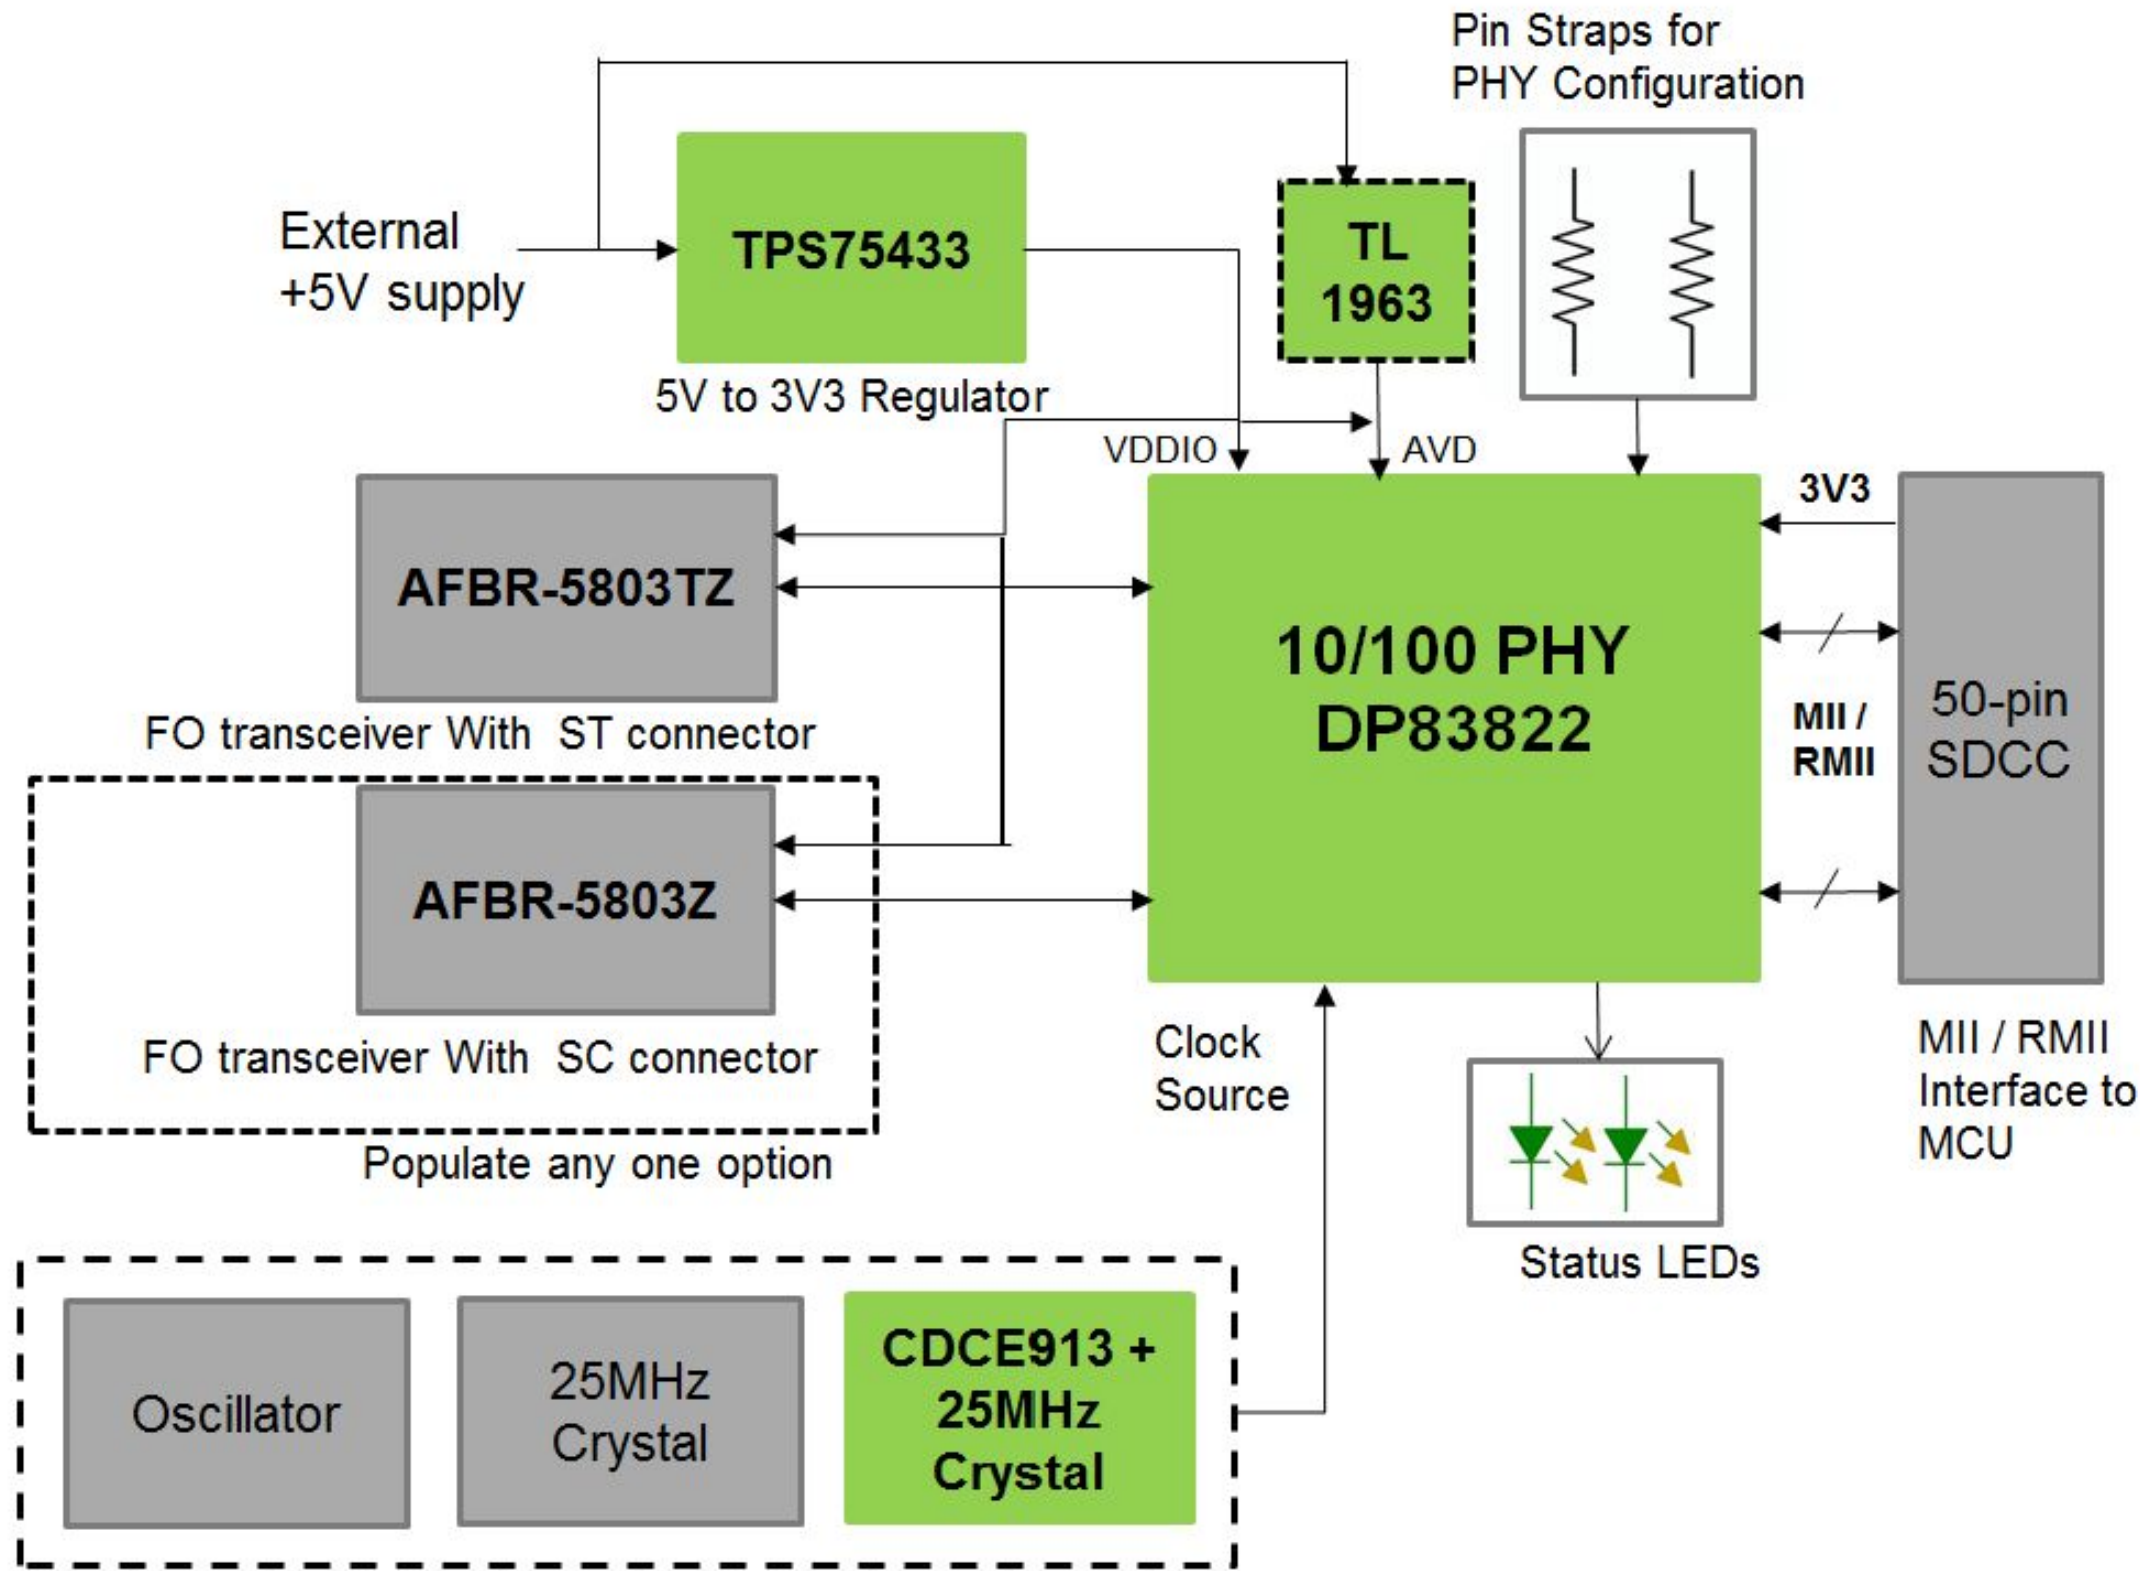 Pin Straps for
PHY Configuration
External
+5V supply
TPS75433
5V to 3V3 Regulator
TL
1963
VDDIO
AVD
3V3
AFBR-5803TZ
FO transceiver With ST connector
10/100 PHY
DP83822
MII /
RMII
50-pin
SDCC
AFBR-5803Z
FO transceiver With SC connector
Populate any one option
Clock
Source
MII / RMII
Interface to
MCU
Status LEDs
Oscillator
25MHz
Crystal
CDCE913 +
25MHz
Crystal